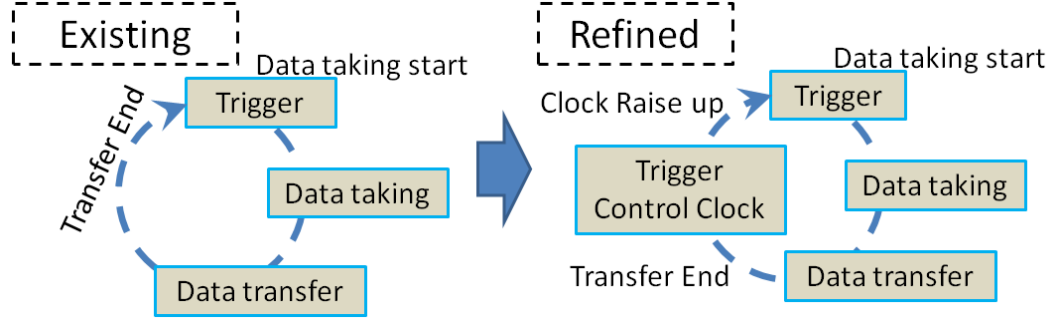 Existing
Data taking start
Trigger
Transfer End
Data taking
Data transfer
Refined
Data taking start
Clock Raise up
Trigger
Trigger
Control Clock
Data taking
Transfer End
Data transfer